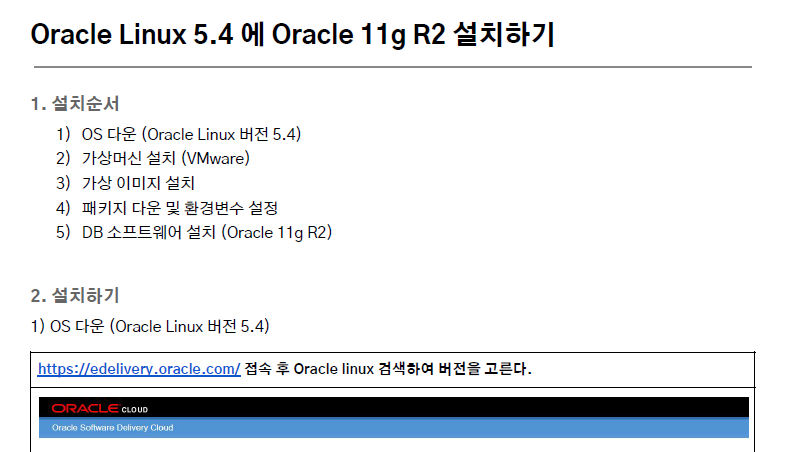 Oracle Linux 5.4 에 Oracle 11g R2 설치하기
1. 설치순서
1) OS 다운 (Oracle Linux 버전 5.4)
2) 가상머신 설치 (VMware)
3) 가상 이미지 설치
4) 패키지 다운 및 환경변수 설정
5) DB 소프트웨어 설치 (Oracle 11g R2)
2. 설치하기
1) OS 다운 (Oracle Linux 버전 5.4)
https://edelivery.oracle.com/ 접속 후 Oracle linux 검색하여 버전을 고른다.
ORACLE CLOUD
Oracle Software Delivery Cloud